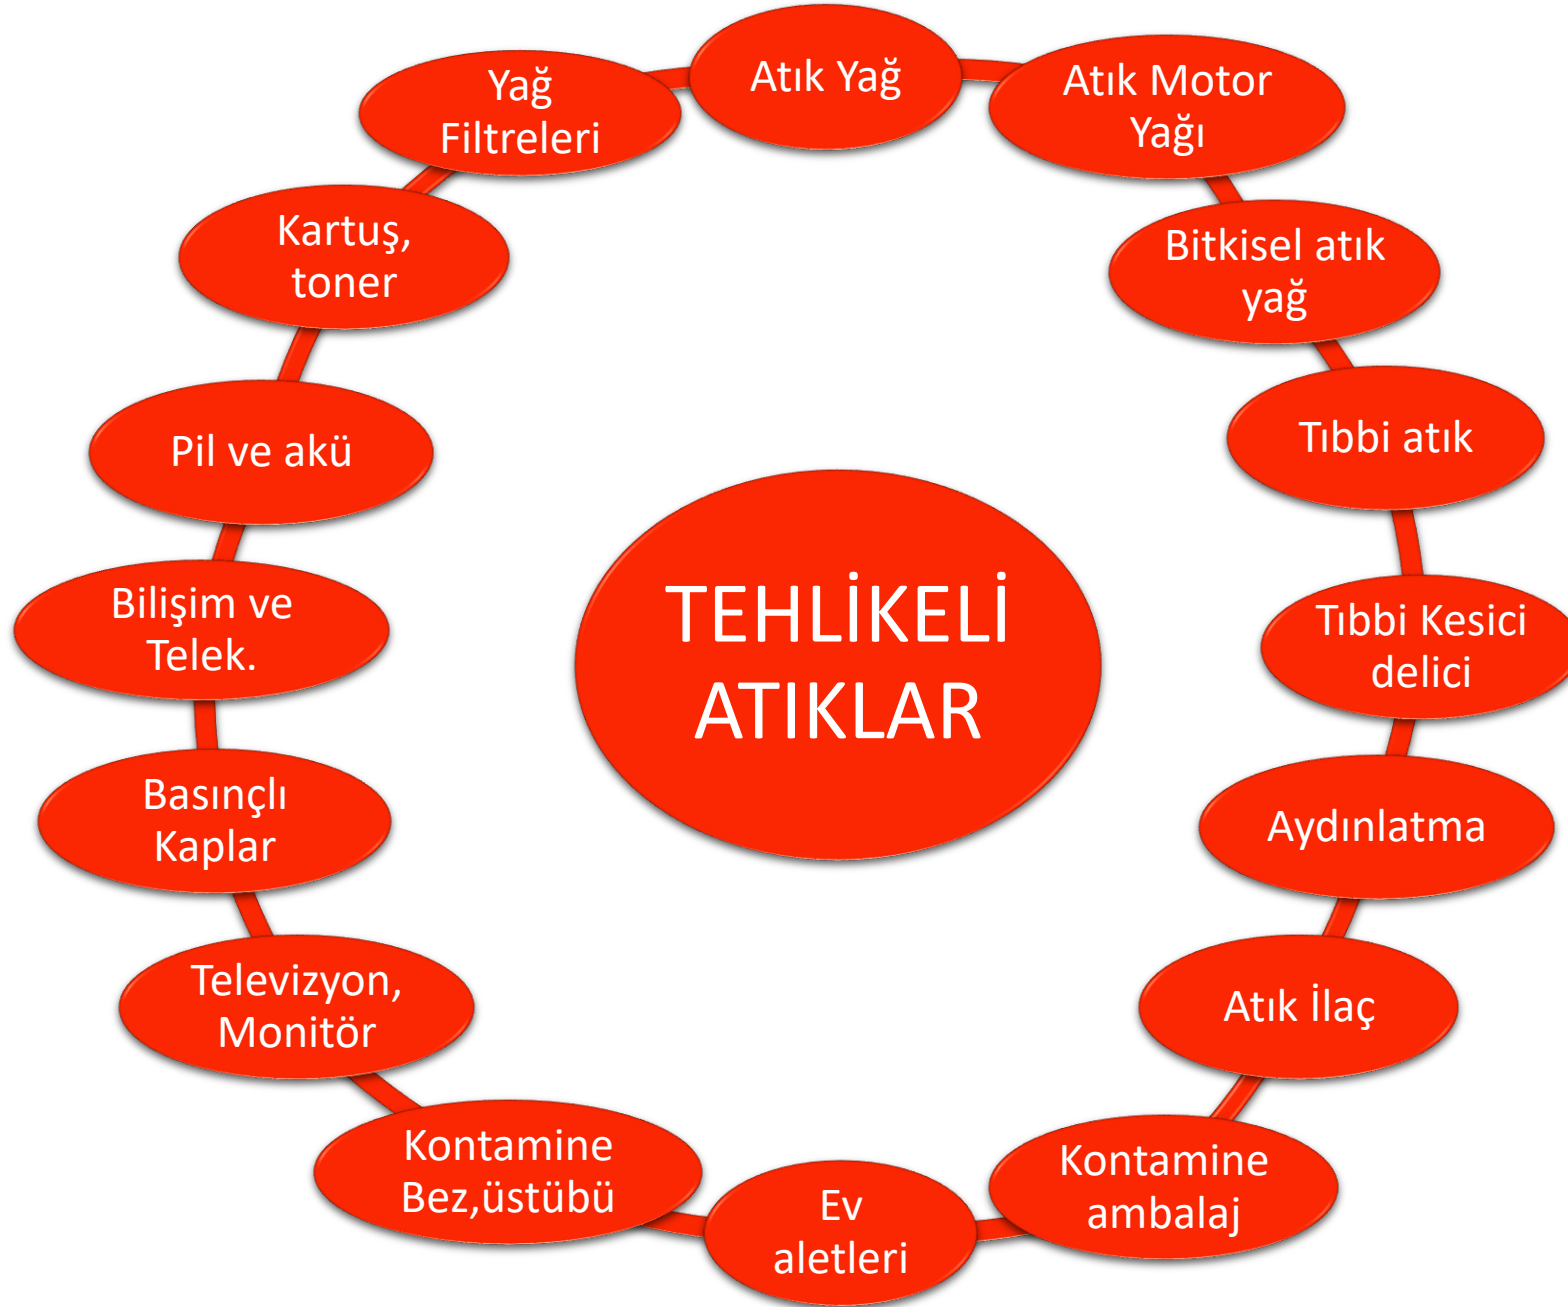 Atık Yağ
Atık Motor
Yağı
Bitkisel atık
yağ
Tıbbi atık
Tıbbi Kesici
delici
Aydınlatma
Atık İlaç
Kontamine
ambalaj
Ev
aletleri
Kontamine
Bez,üstübü
Televizyon,
Monitör
Basınçlı
Kaplar
Bilişim ve
Telek.
Pil ve akü
Kartuş,
toner
Yağ
Filtreleri
TEHLİKELİ
ATIKLAR